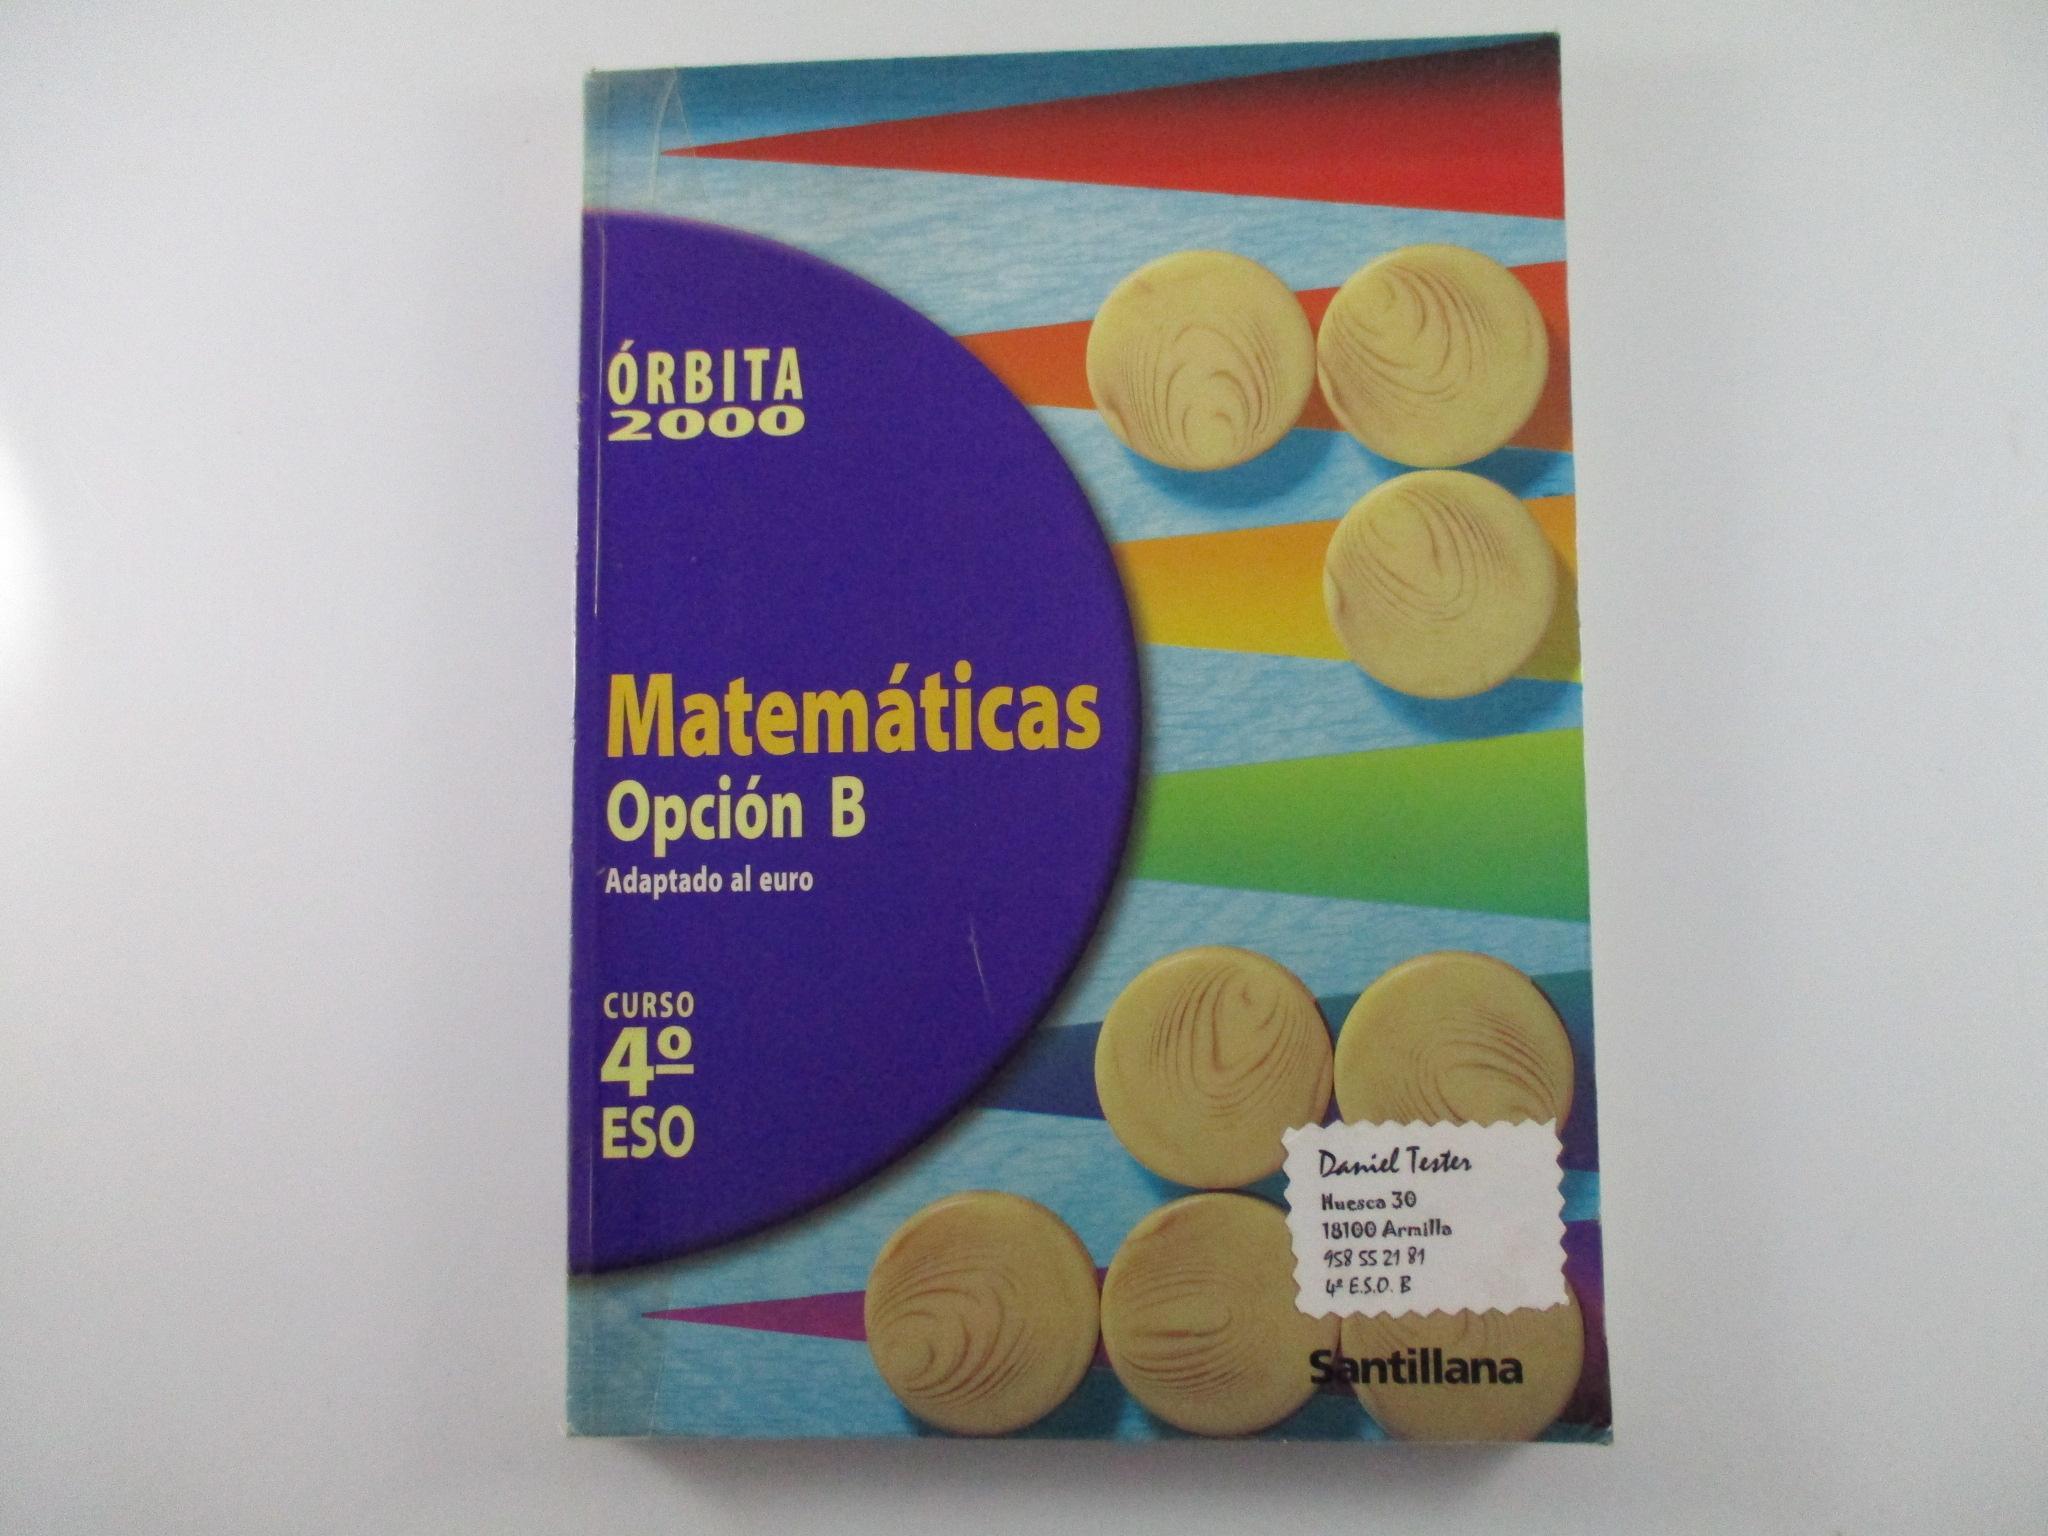 ÓRBITA
2000
Matemáticas
Opción B
Adaptado al euro
CURSO
4º
ESO
Daniel Tester
Huesca 30
18100 Armilla
958 55 21 81
4º E.S.O. B
Santillana